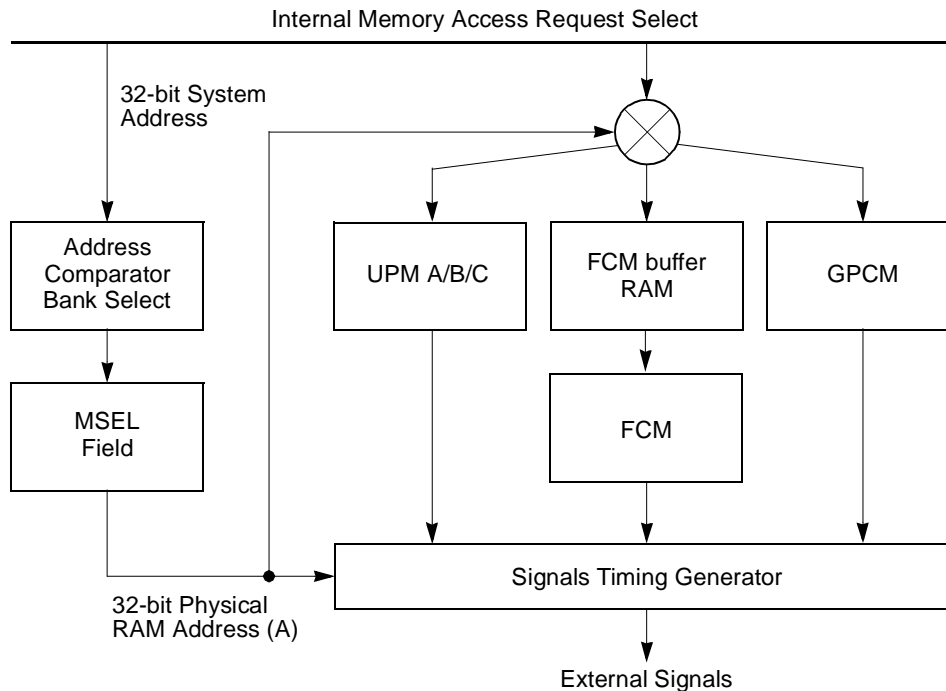 Internal Memory Access Request Select
32-bit System
Address
Address
Comparator
Bank Select
UPM A/B/C
FCM buffer
RAM
GPCM
MSEL
Field
FCM
Signals Timing Generator
32-bit Physical
RAM Address (A)
External Signals